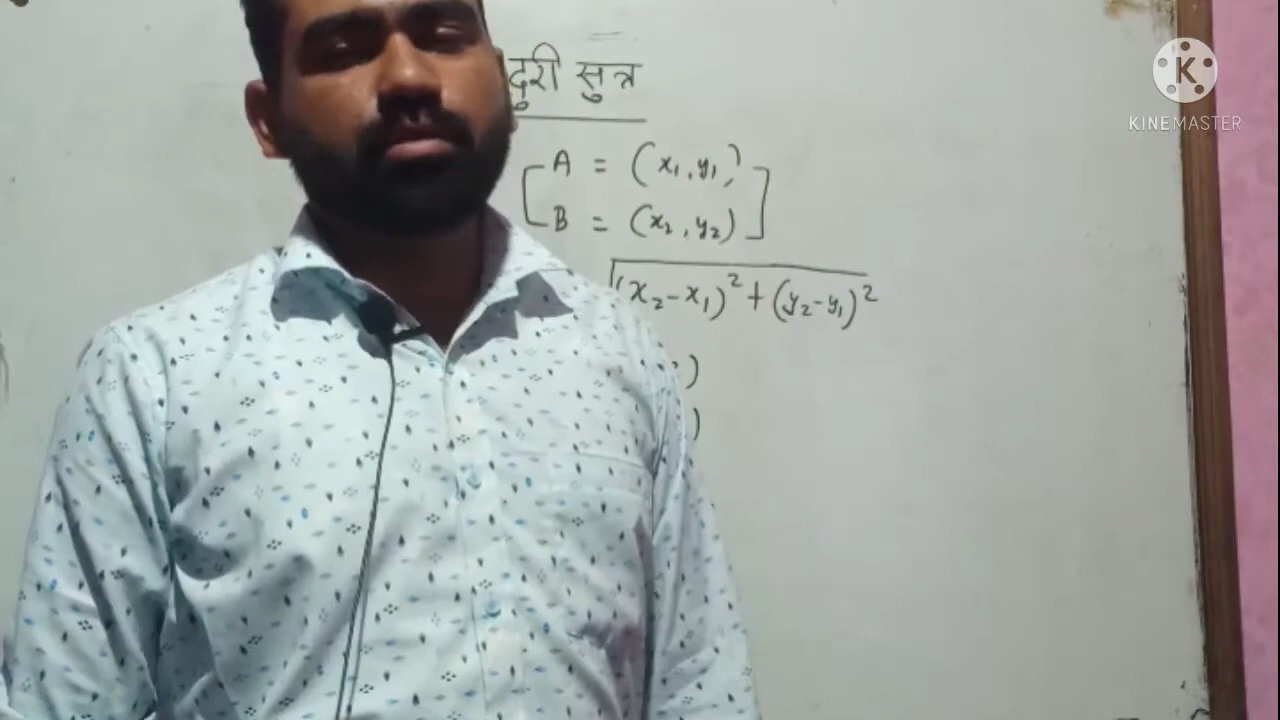 दुरी सुत्र
A = (x₁, y₁)
B = (x₂, y₂)
√(x₂-x₁)² + (y₂-y₁)²
)
)
KINEMASTER